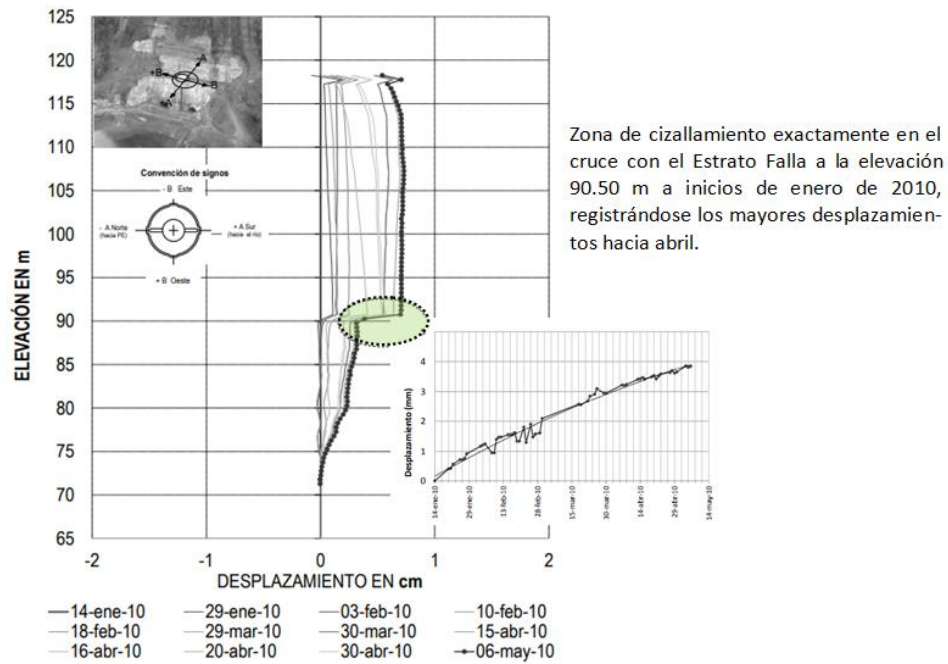 125
120
115
110
105
100
95
90
85
80
75
70
65
ELEVACIÓN EN m
-2
-1
0
1
2
DESPLAZAMIENTO EN cm
-A
+B
B
+A
Convención de signos
- B Este
- A Norte
(hacia PE)
+ A Sur
(hacia el río)
+ B Oeste
Zona de cizallamiento exactamente en el
cruce con el Estrato Falla a la elevación
90.50 m a inicios de enero de 2010,
registrándose los mayores desplazamien-
tos hacia abril.
Desplazamiento (mm)
4
3
2
1
0
14-ene-10
29-ene-10
13-feb-10
28-feb-10
15-mar-10
30-mar-10
14-abr-10
29-abr-10
14-may-10
14-ene-10 29-ene-10 03-feb-10 10-feb-10
18-feb-10 29-mar-10 30-mar-10 15-abr-10
16-abr-10 20-abr-10 30-abr-10 06-may-10